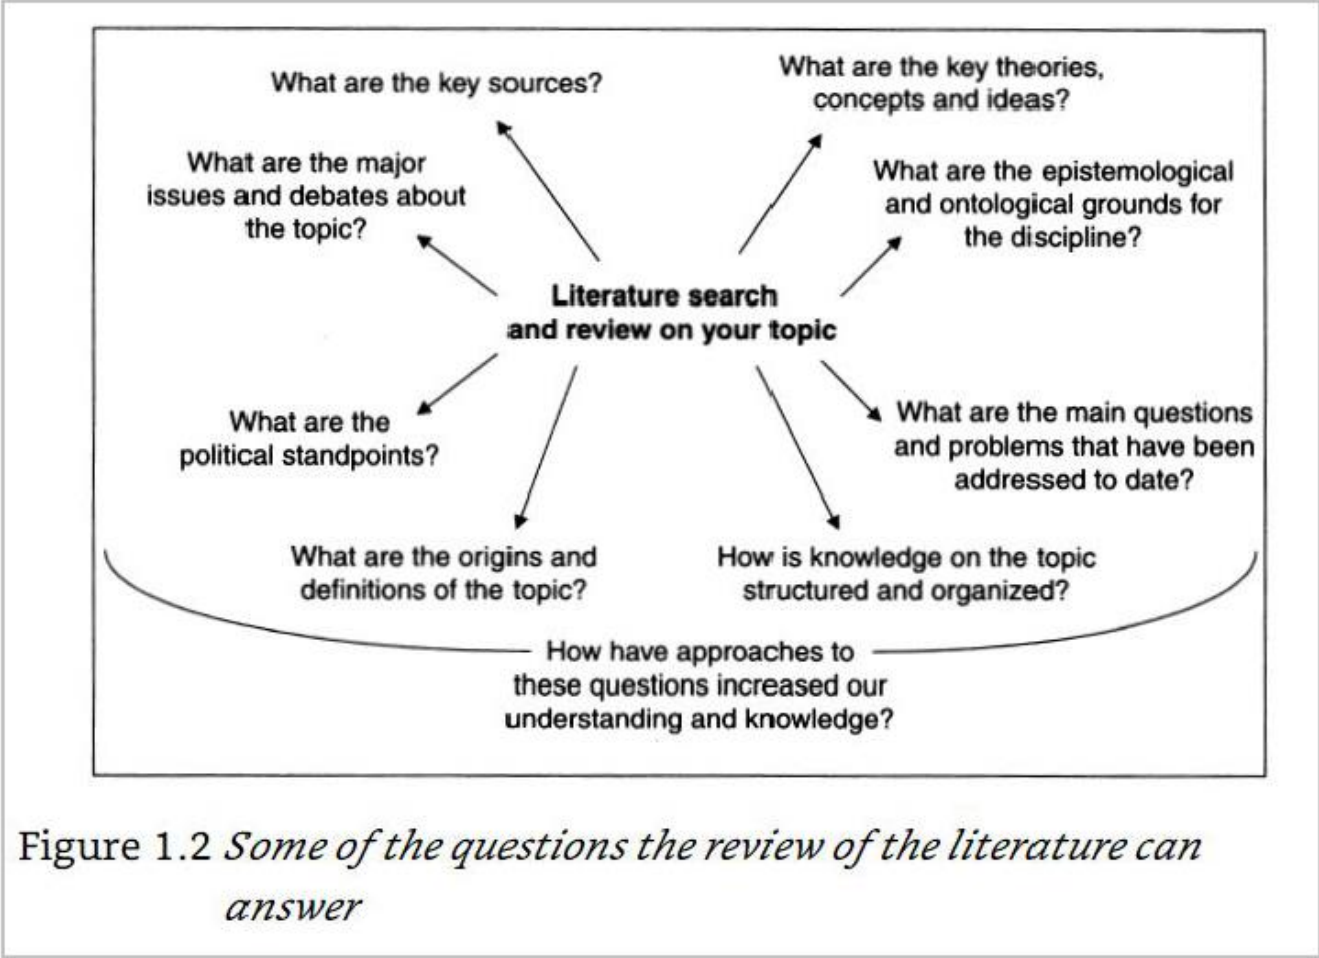 What are the key sources?
What are the key theories,
concepts and ideas?
What are the major
issues and debates about
the topic?
What are the epistemological
and ontological grounds for
the discipline?
Literature search
and review on your topic
What are the
political standpoints?
What are the main questions
and problems that have been
addressed to date?
What are the origins and
definitions of the topic?
How is knowledge on the topic
structured and organized?
How have approaches to
these questions increased our
understanding and knowledge?
Figure 1.2 Some of the questions the review of the literature can
answer